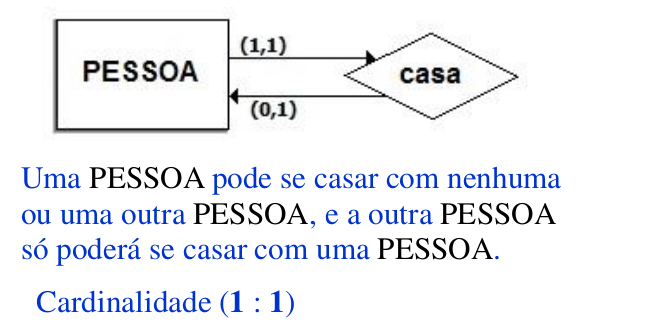 (1,1)
PESSOA
casa
(0,1)
Uma PESSOA pode se casar com nenhuma
ou uma outra PESSOA, e a outra PESSOA
só poderá se casar com uma PESSOA.
Cardinalidade (1 : 1)